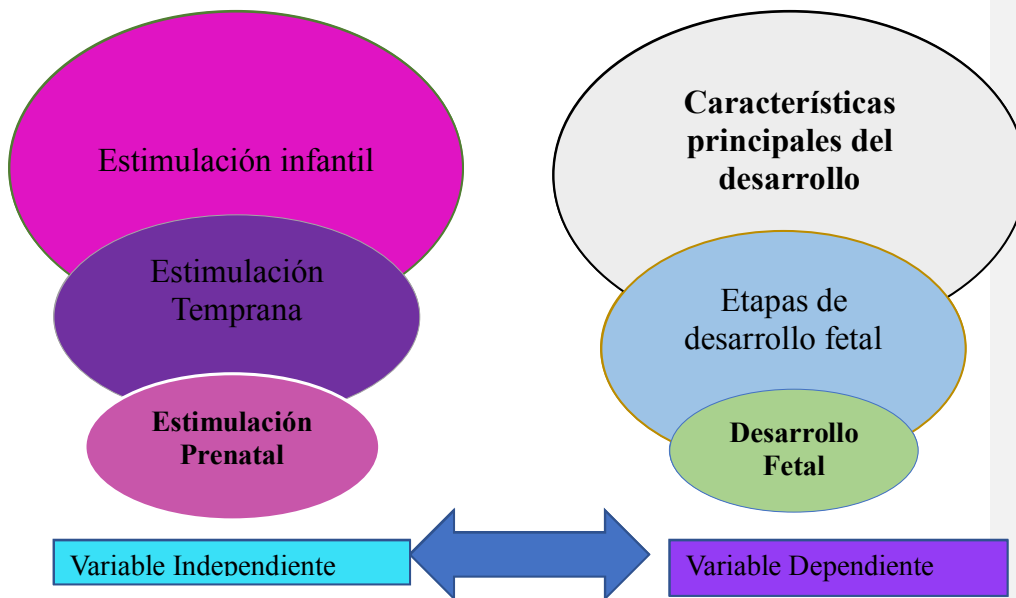 Estimulación infantil
Estimulación
Temprana
Estimulación
Prenatal
Variable Independiente
Características
principales del
desarrollo
Etapas de
desarrollo fetal
Desarrollo
Fetal
Variable Dependiente